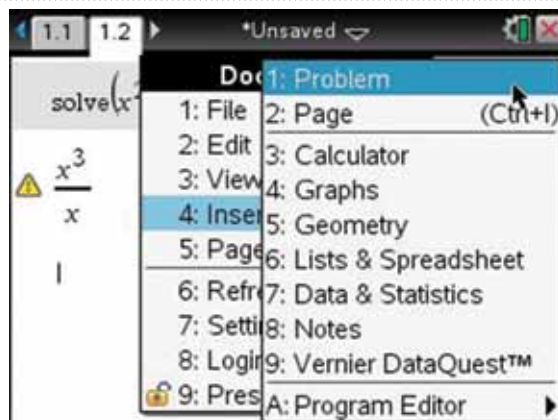 1.1 1.2 *Unsaved
Doc
1: File
2: Edit
3: View
4: Inser
5: Page
6: Refre
7: Settin
8: Login
9: Pres
1: Problem
2: Page (Ctrl+I)
3: Calculator
4: Graphs
5: Geometry
6: Lists & Spreadsheet
7: Data & Statistics
8: Notes
9: Vernier DataQuest™
A: Program Editor
solve(x
x³
x